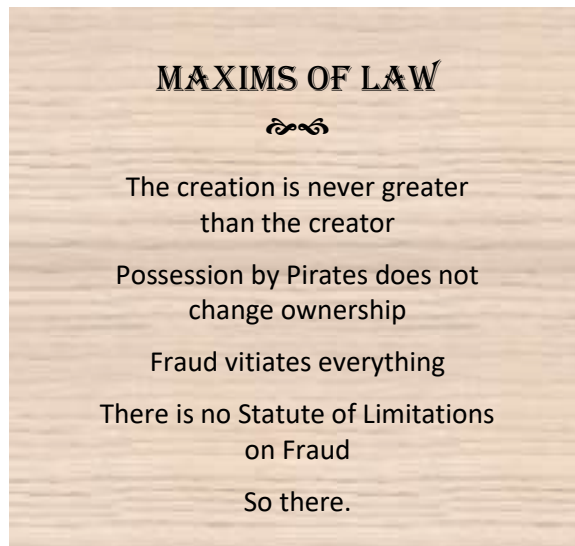 MAXIMS OF LAW
The creation is never greater
than the creator
Possession by Pirates does not
change ownership
Fraud vitiates everything
There is no Statute of Limitations
on Fraud
So there.